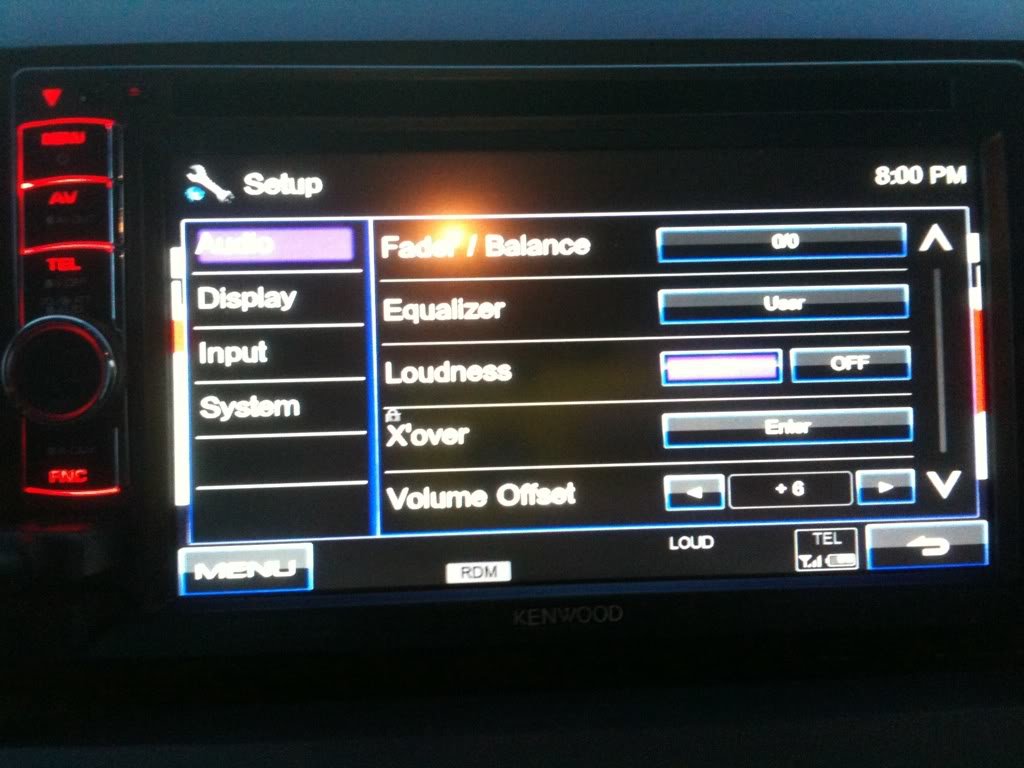 MENU
AV
TEL
FNC
Setup
8:00 PM
Audio
Display
Input
System
Fader / Balance
0/0
Equalizer
User
Loudness
OFF
X'over
Enter
Volume Offset
+6
LOUD
TEL
MENU
RDM
KENWOOD